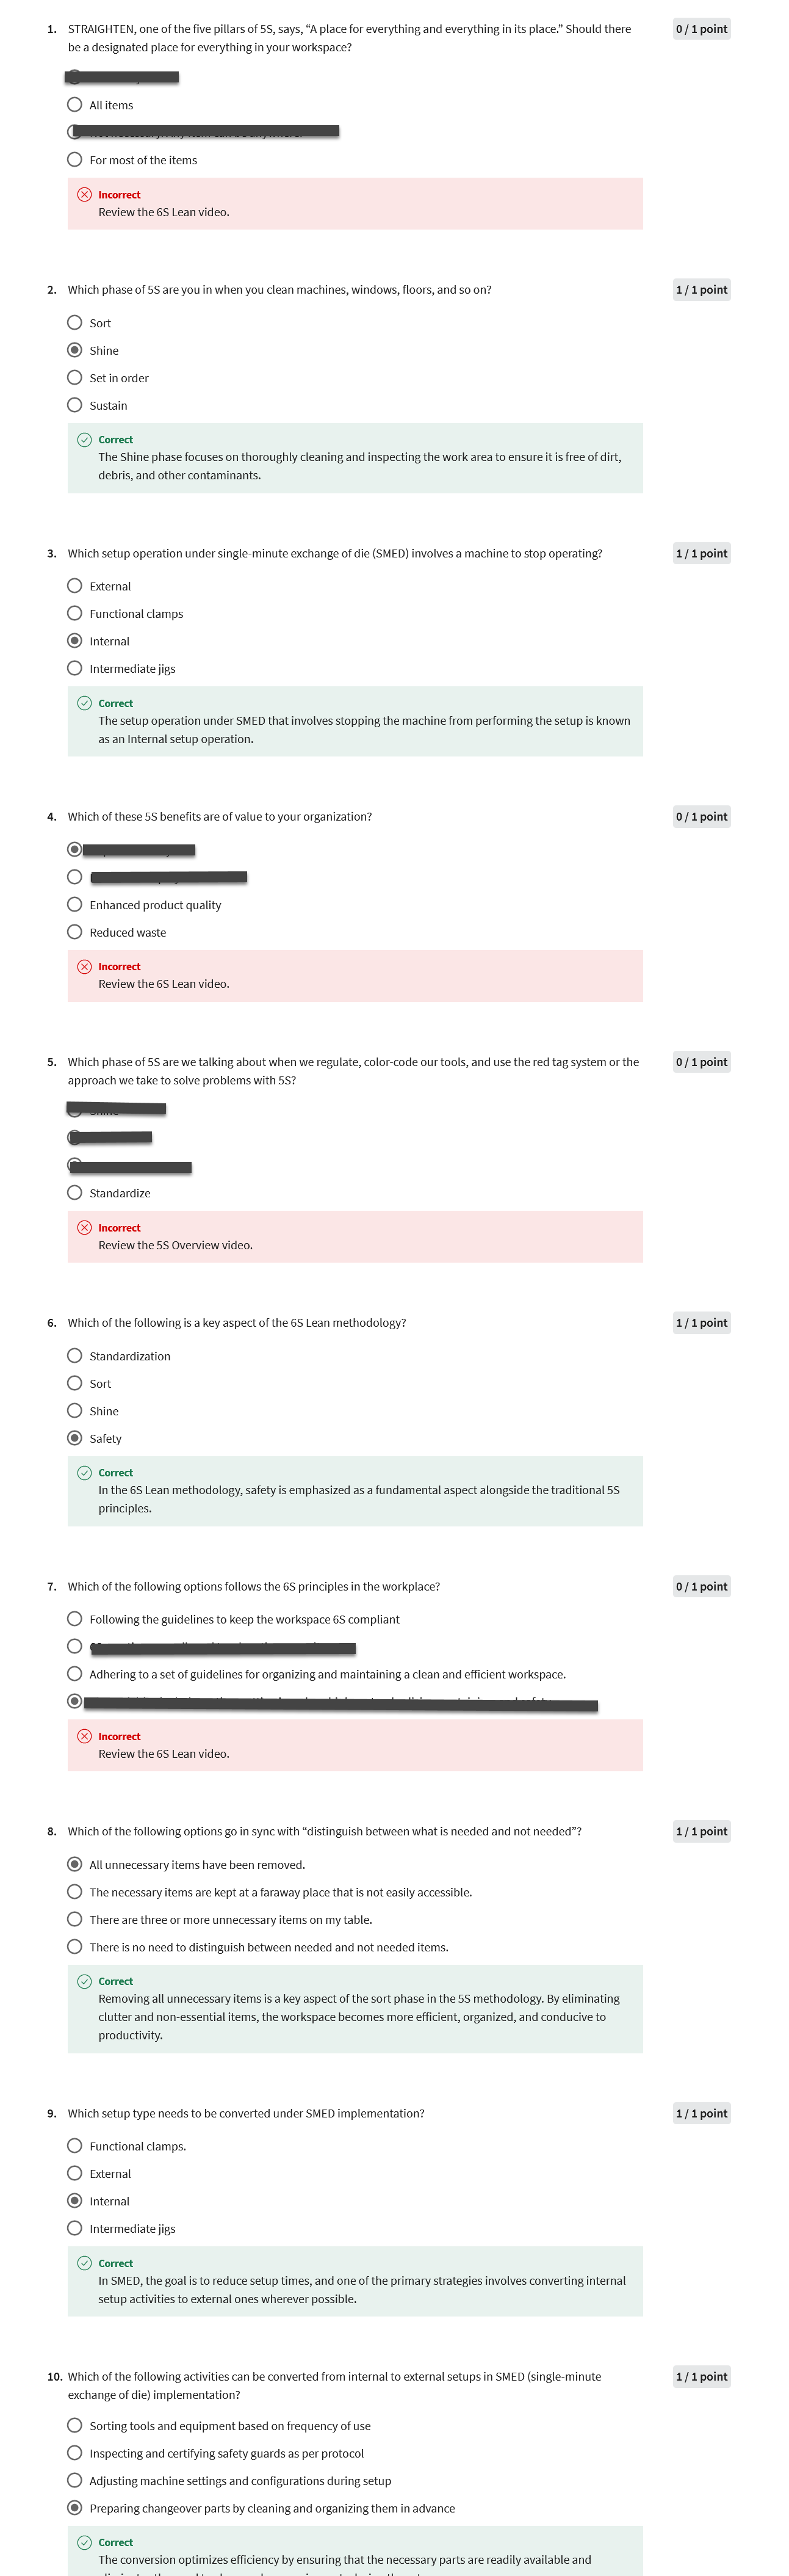 1. STRAIGHTEN, one of the five pillars of 5S, says, “A place for everything and everything in its place.” Should there
be a designated place for everything in your workspace?
0 / 1 point
All items
For most of the items
Incorrect
Review the 6S Lean video.
2. Which phase of 5S are you in when you clean machines, windows, floors, and so on?
1 / 1 point
Sort
Shine
Set in order
Sustain
Correct
The Shine phase focuses on thoroughly cleaning and inspecting the work area to ensure it is free of dirt,
debris, and other contaminants.
3. Which setup operation under single-minute exchange of die (SMED) involves a machine to stop operating?
1 / 1 point
External
Functional clamps
Internal
Intermediate jigs
Correct
The setup operation under SMED that involves stopping the machine from performing the setup is known
as an Internal setup operation.
4. Which of these 5S benefits are of value to your organization?
0 / 1 point
Enhanced product quality
Reduced waste
Incorrect
Review the 6S Lean video.
5. Which phase of 5S are we talking about when we regulate, color-code our tools, and use the red tag system or the
approach we take to solve problems with 5S?
0 / 1 point
Standardize
Incorrect
Review the 5S Overview video.
6. Which of the following is a key aspect of the 6S Lean methodology?
1 / 1 point
Standardization
Sort
Shine
Safety
Correct
In the 6S Lean methodology, safety is emphasized as a fundamental aspect alongside the traditional 5S
principles.
7. Which of the following options follows the 6S principles in the workplace?
0 / 1 point
Following the guidelines to keep the workspace 6S compliant
Adhering to a set of guidelines for organizing and maintaining a clean and efficient workspace.
Incorrect
Review the 6S Lean video.
8. Which of the following options go in sync with “distinguish between what is needed and not needed”?
1 / 1 point
All unnecessary items have been removed.
The necessary items are kept at a faraway place that is not easily accessible.
There are three or more unnecessary items on my table.
There is no need to distinguish between needed and not needed items.
Correct
Removing all unnecessary items is a key aspect of the sort phase in the 5S methodology. By eliminating
clutter and non-essential items, the workspace becomes more efficient, organized, and conducive to
productivity.
9. Which setup type needs to be converted under SMED implementation?
1 / 1 point
Functional clamps.
External
Internal
Intermediate jigs
Correct
In SMED, the goal is to reduce setup times, and one of the primary strategies involves converting internal
setup activities to external ones wherever possible.
10. Which of the following activities can be converted from internal to external setups in SMED (single-minute
exchange of die) implementation?
1 / 1 point
Sorting tools and equipment based on frequency of use
Inspecting and certifying safety guards as per protocol
Adjusting machine settings and configurations during setup
Preparing changeover parts by cleaning and organizing them in advance
Correct
The conversion optimizes efficiency by ensuring that the necessary parts are readily available and